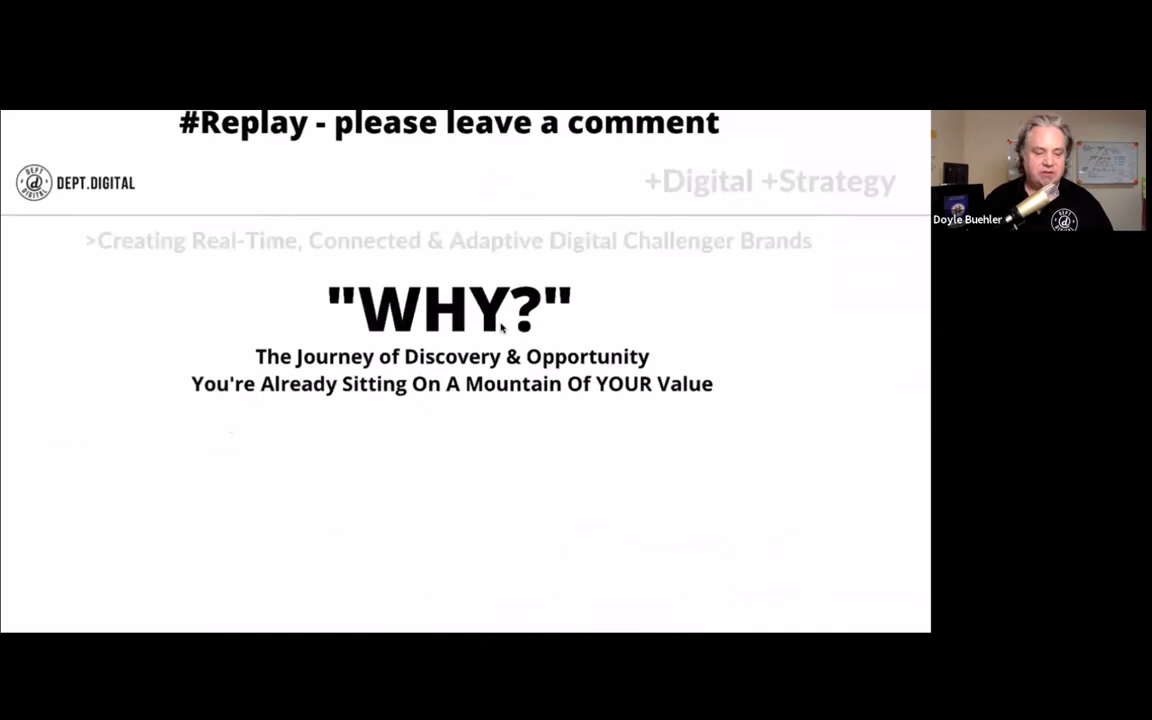 #Replay - please leave a comment
DEPT.DIGITAL
+Digital +Strategy
>Creating Real-Time, Connected & Adaptive Digital Challenger Brands
"WHY?"
The Journey of Discovery & Opportunity
You're Already Sitting On A Mountain Of YOUR Value
Doyle Buehler